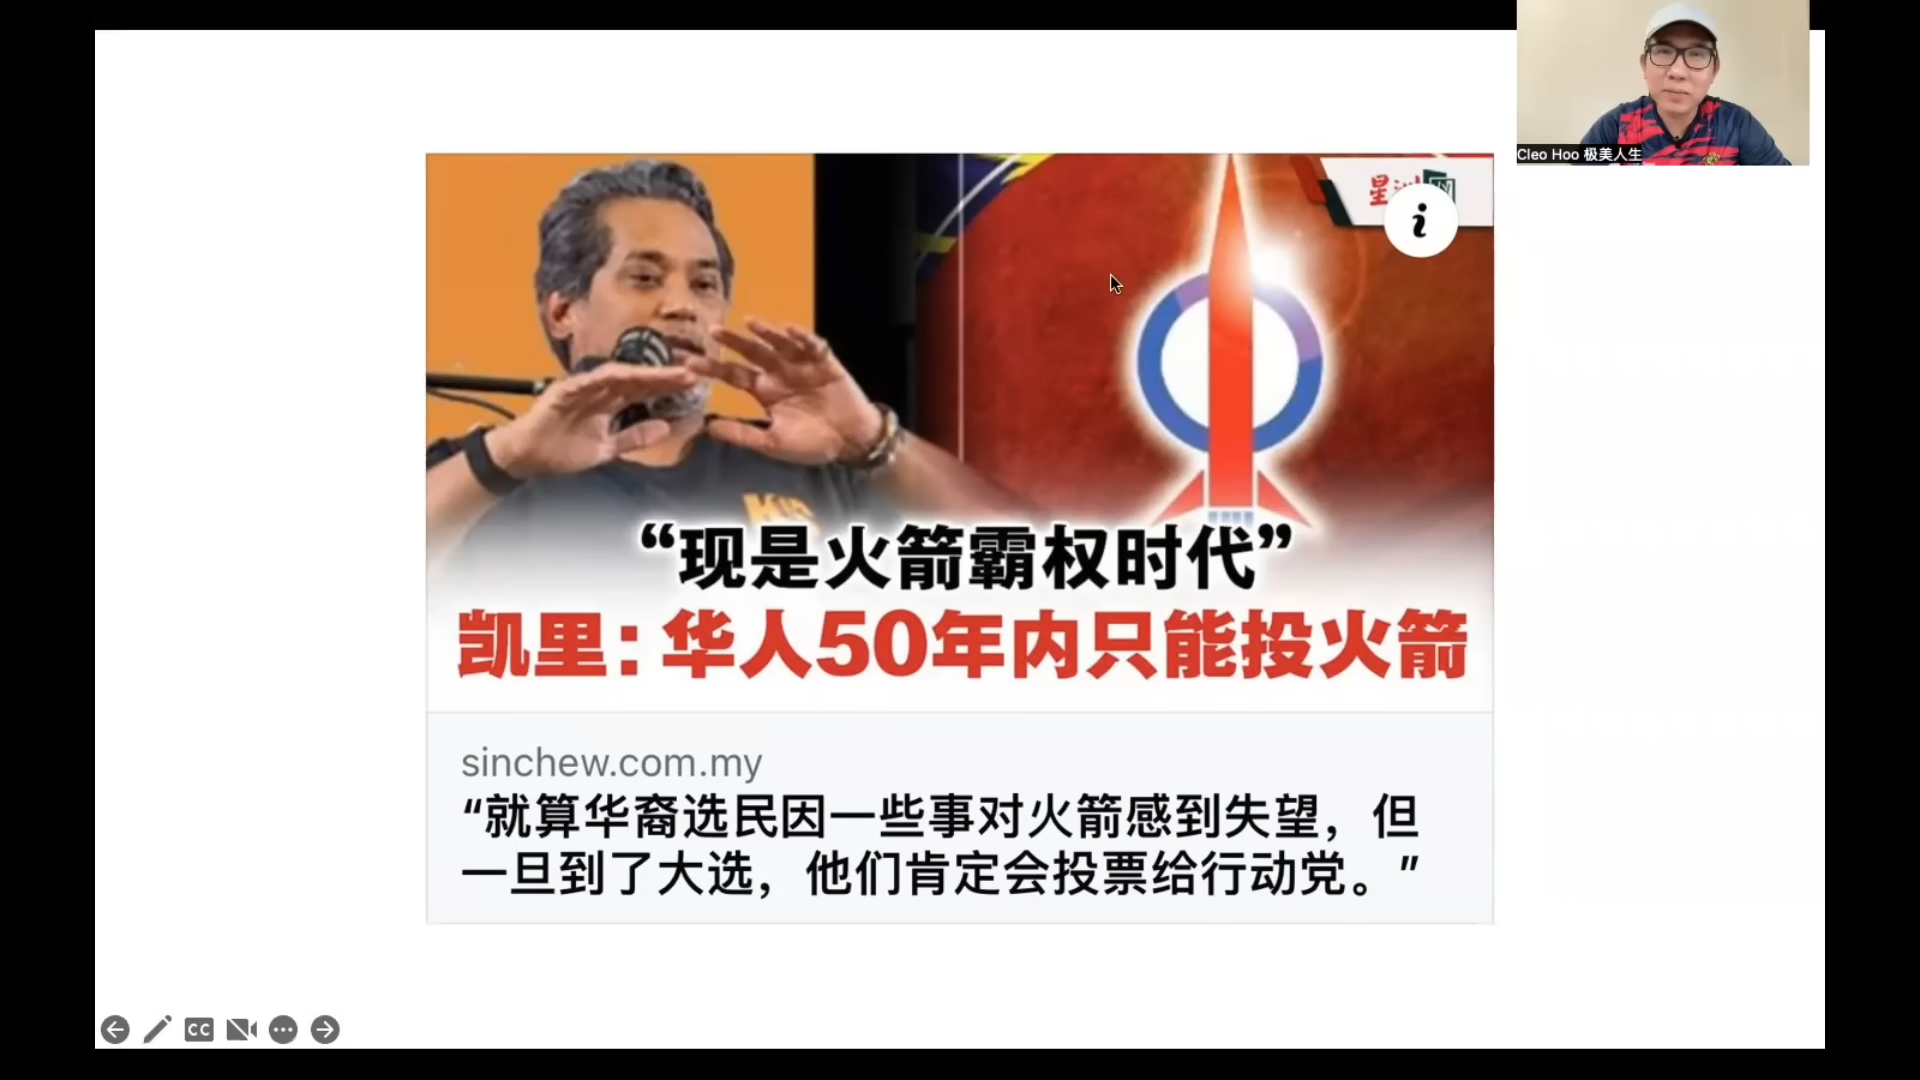 Cleo Hoo 极美人生
星洲网
i
“现是火箭霸权时代”
凯里：华人50年内只能投火箭
sinchew.com.my
“就算华裔选民因一些事对火箭感到失望，但
一旦到了大选，他们肯定会投票给行动党。”
CC